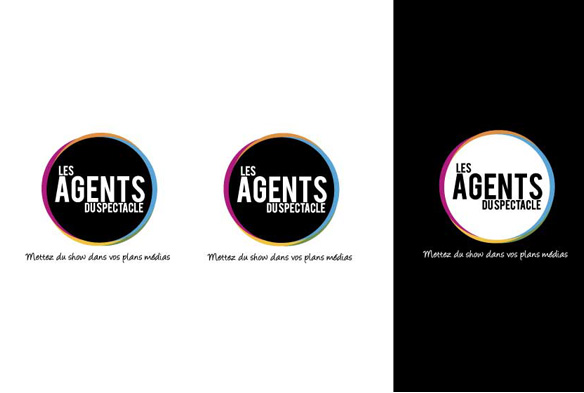 LES
AGENTS
DU SPECTACLE
Mettez du show dans vos plans médias
LES
AGENTS
DU SPECTACLE
Mettez du show dans vos plans médias
LES
AGENTS
DU SPECTACLE
Mettez du show dans vos plans médias